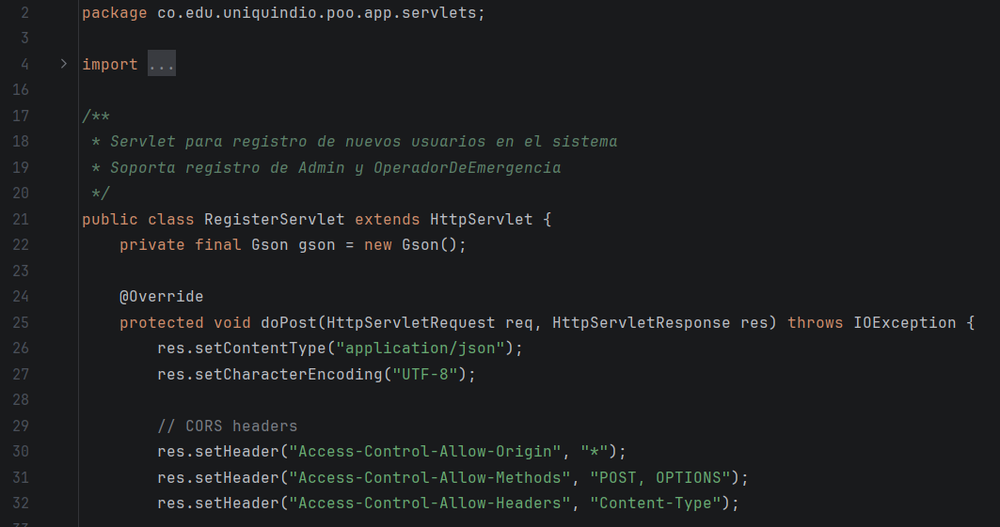 2 package co.edu.uniquindio.poo.app.servlets;
3
4 > import ...
16
17 /**
18 * Servlet para registro de nuevos usuarios en el sistema
19 * Soporta registro de Admin y OperadorDeEmergencia
20 */
21 public class RegisterServlet extends HttpServlet {
22 private final Gson gson = new Gson();
23
24 @Override
25 protected void doPost(HttpServletRequest req, HttpServletResponse res) throws IOException {
26 res.setContentType("application/json");
27 res.setCharacterEncoding("UTF-8");
28
29 // CORS headers
30 res.setHeader("Access-Control-Allow-Origin", "*");
31 res.setHeader("Access-Control-Allow-Methods", "POST, OPTIONS");
32 res.setHeader("Access-Control-Allow-Headers", "Content-Type");
33